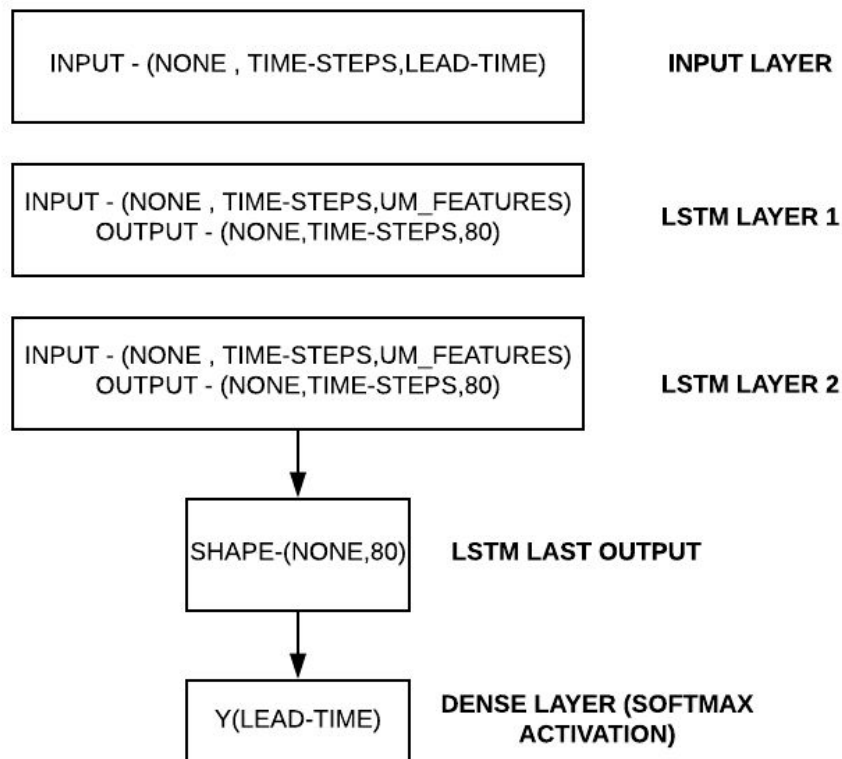 INPUT - (NONE , TIME-STEPS,LEAD-TIME)
INPUT LAYER
INPUT - (NONE , TIME-STEPS,UM_FEATURES)
OUTPUT - (NONE,TIME-STEPS,80)
LSTM LAYER 1
INPUT - (NONE , TIME-STEPS,UM_FEATURES)
OUTPUT - (NONE,TIME-STEPS,80)
LSTM LAYER 2
SHAPE-(NONE,80)
LSTM LAST OUTPUT
Y(LEAD-TIME)
DENSE LAYER (SOFTMAX
ACTIVATION)